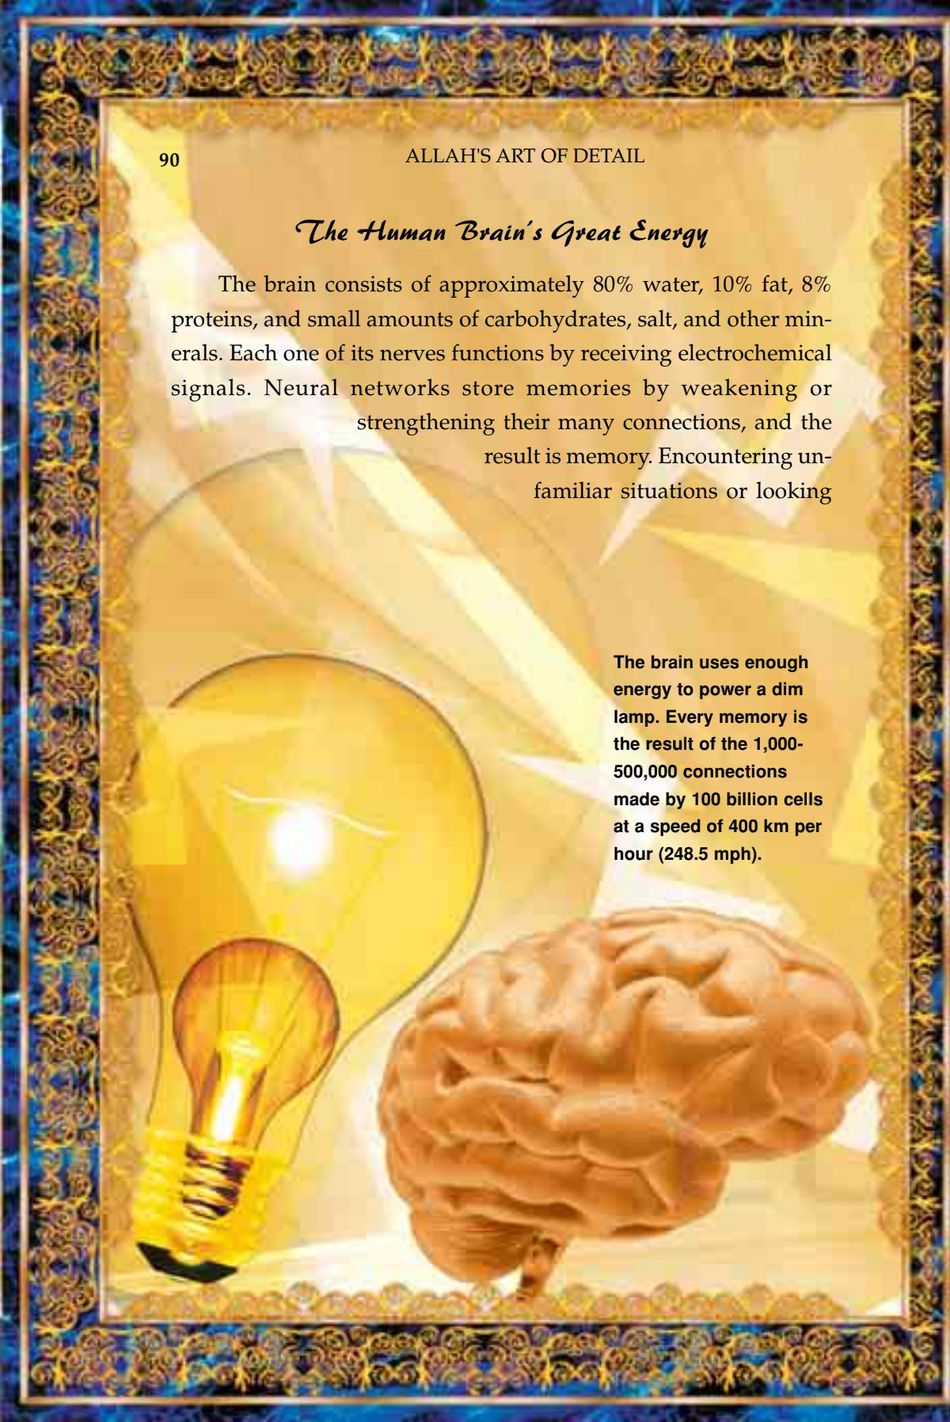 90
ALLAH'S ART OF DETAIL
The Human Brain's Great Energy
The brain consists of approximately 80% water, 10% fat, 8%
proteins, and small amounts of carbohydrates, salt, and other min-
erals. Each one of its nerves functions by receiving electrochemical
signals. Neural networks store memories by weakening or
strengthening their many connections, and the
result is memory. Encountering un-
familiar situations or looking
The brain uses enough
energy to power a dim
lamp. Every memory is
the result of the 1,000-
500,000 connections
made by 100 billion cells
at a speed of 400 km per
hour (248.5 mph).